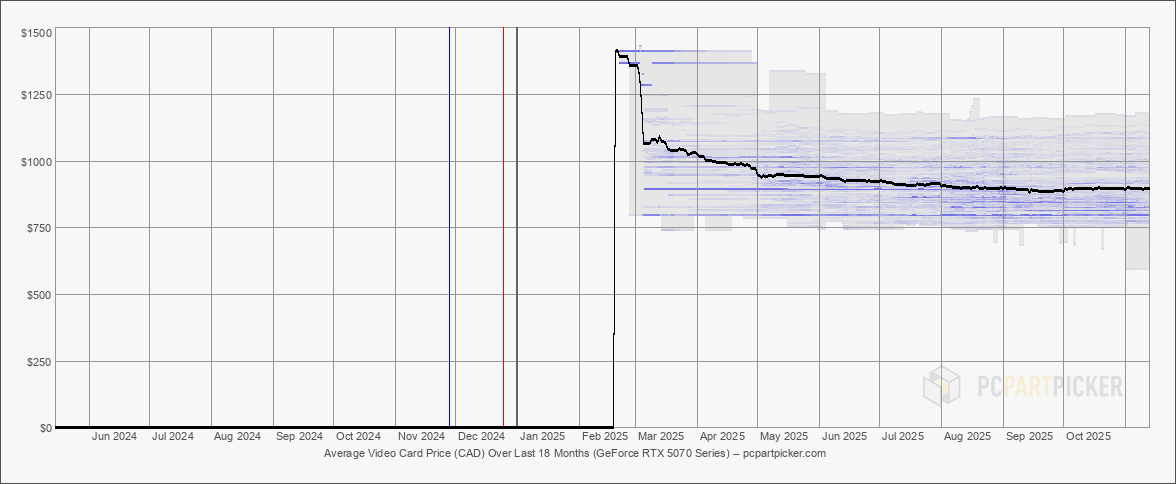 $1500
$1250
$1000
$750
$500
$250
$0
Jun 2024 Jul 2024 Aug 2024 Sep 2024 Oct 2024 Nov 2024 Dec 2024 Jan 2025 Feb 2025 Mar 2025 Apr 2025 May 2025 Jun 2025 Jul 2025 Aug 2025 Sep 2025 Oct 2025
Average Video Card Price (CAD) Over Last 18 Months (GeForce RTX 5070 Series) -- pcpartpicker.com
PCPARTPICKER